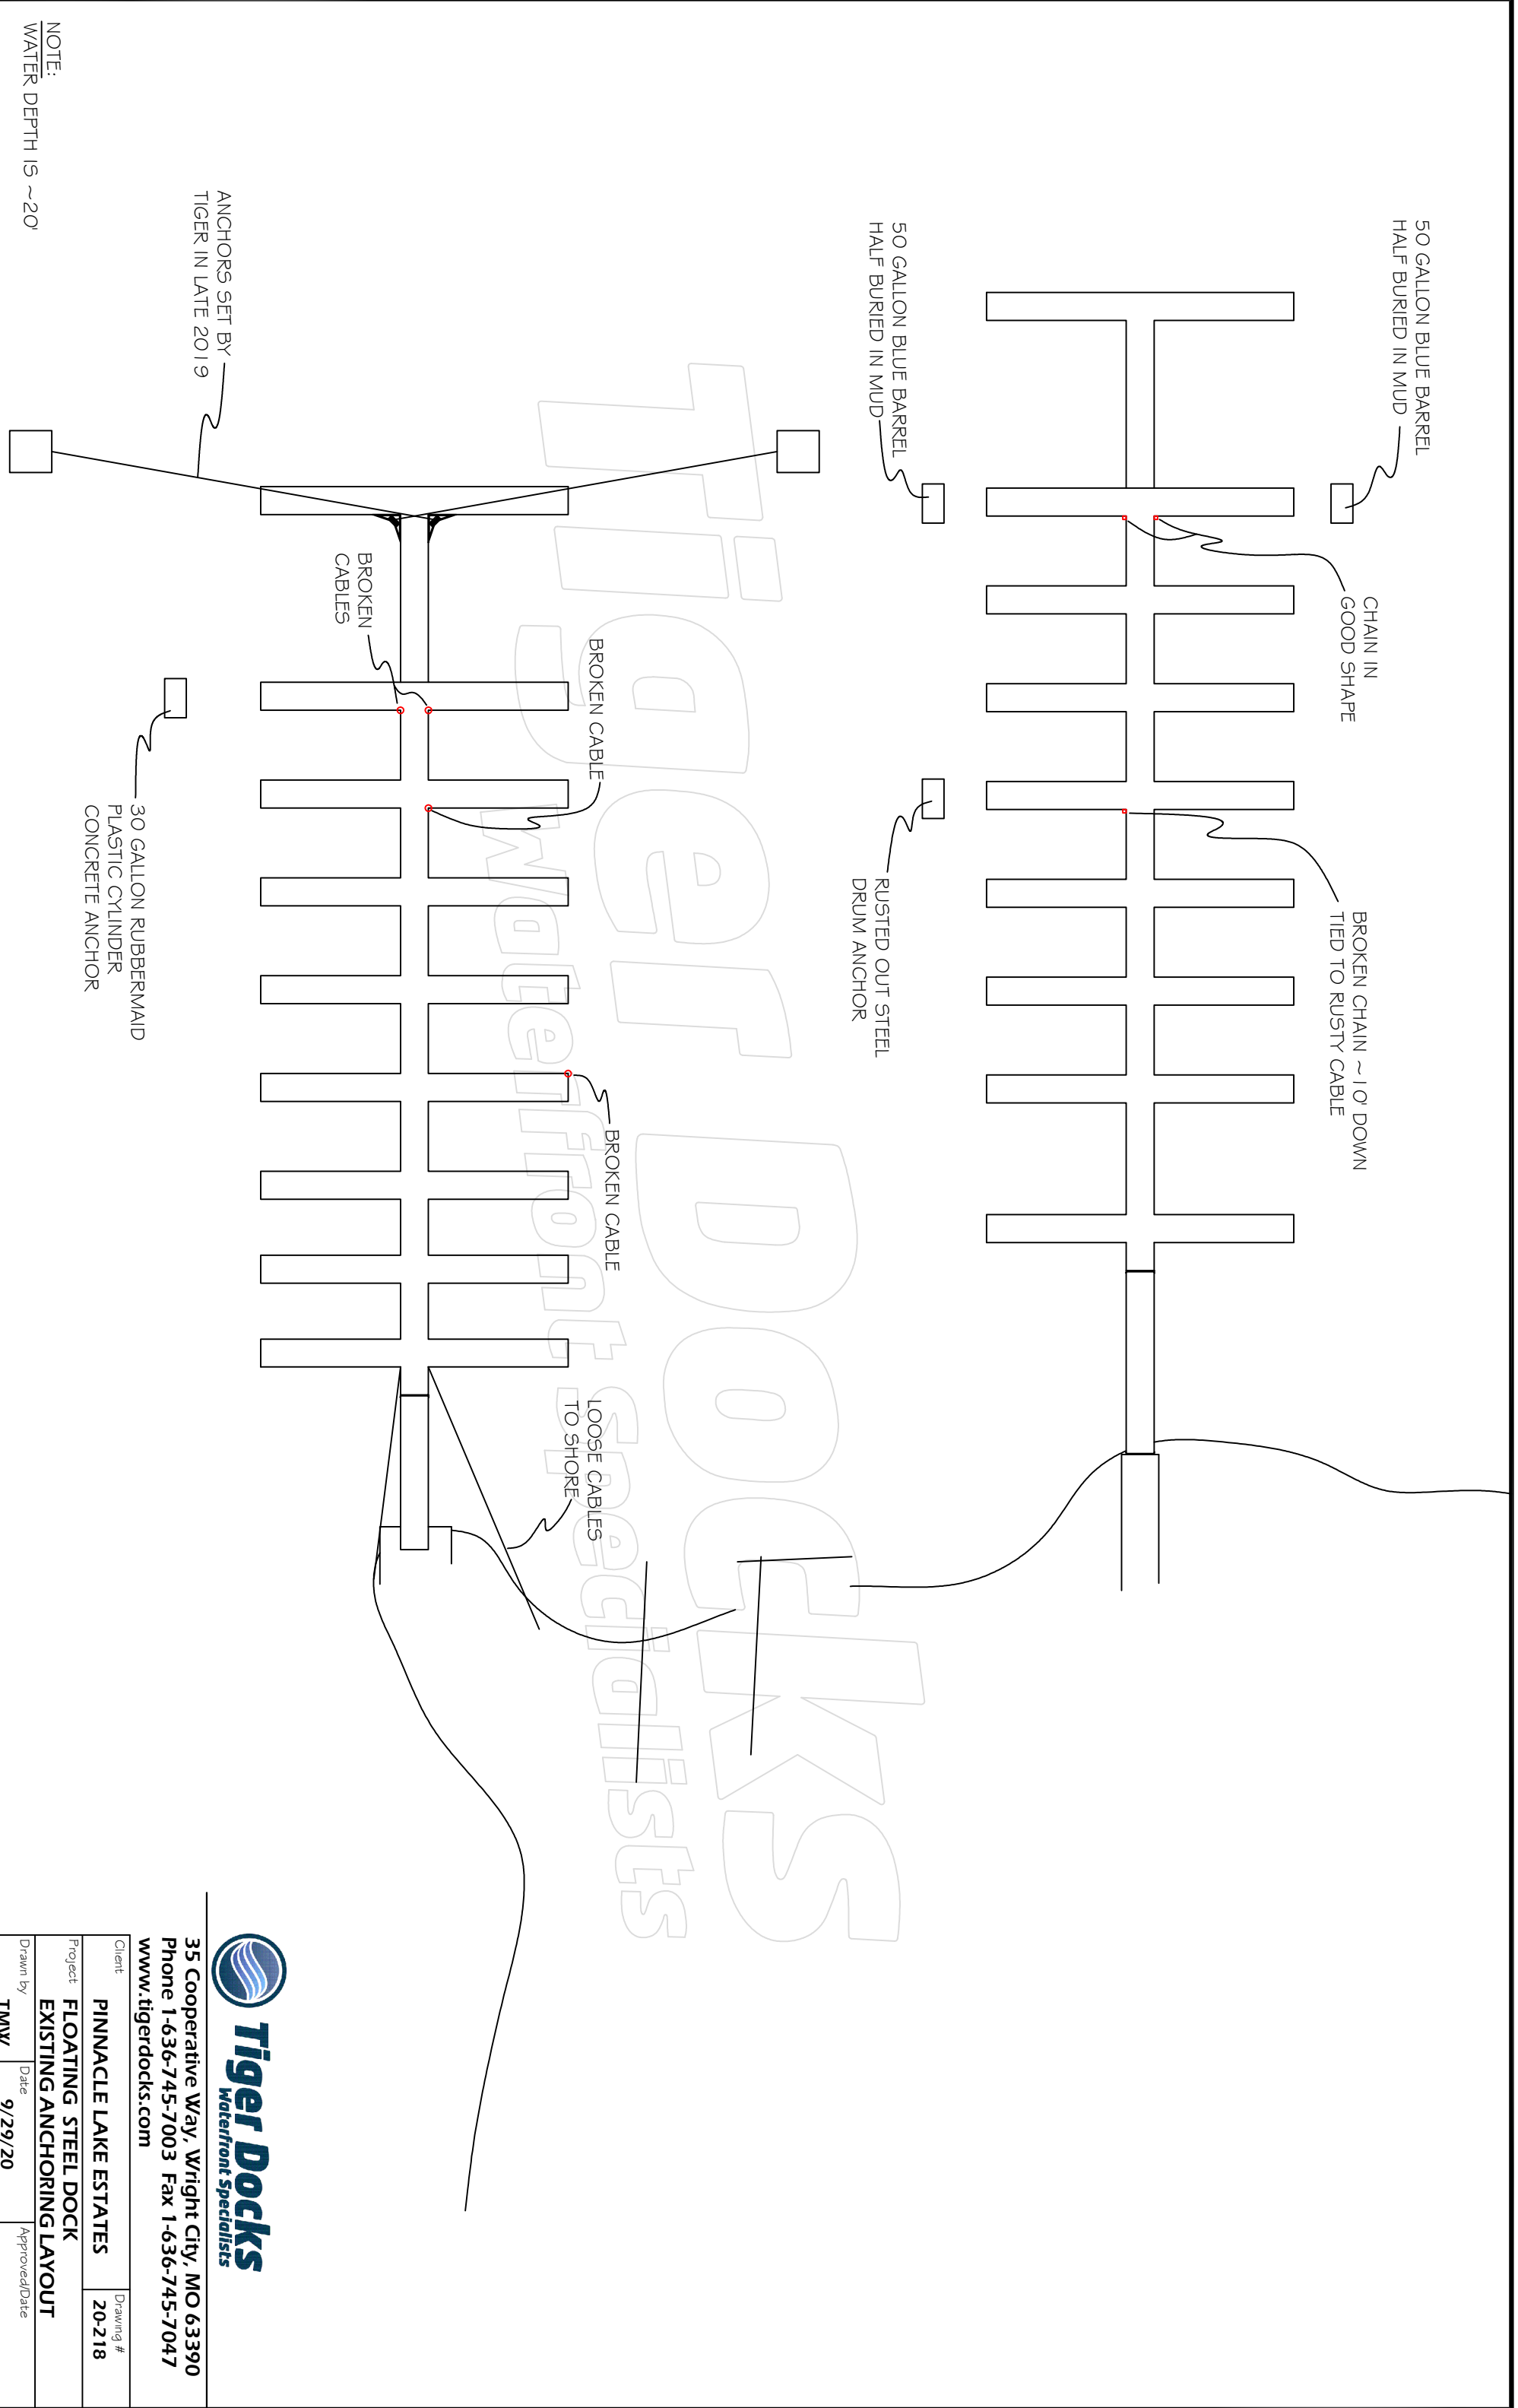 50 GALLON BLUE BARREL
HALF BURIED IN MUD
CHAIN IN
GOOD SHAPE
BROKEN CHAIN ~10' DOWN
TIED TO RUSTY CABLE
50 GALLON BLUE BARREL
HALF BURIED IN MUD
RUSTED OUT STEEL
DRUM ANCHOR
Tiger Docks
Waterfront Specialists
BROKEN CABLE
BROKEN CABLE
LOOSE CABLES
TO SHORE
BROKEN
CABLES
ANCHORS SET BY
TIGER IN LATE 2019
30 GALLON RUBBERMAID
PLASTIC CYLINDER
CONCRETE ANCHOR
NOTE:
WATER DEPTH IS ~20'
Tiger Docks
Waterfront Specialists
35 Cooperative Way, Wright City, MO 63390
Phone 1-636-745-7003 Fax 1-636-745-7047
www.tigerdocks.com
Client
PINNACLE LAKE ESTATES
Drawing #
20-218
Project
FLOATING STEEL DOCK
EXISTING ANCHORING LAYOUT
Drawn by
TMW
Date
9/29/20
Approved/Date